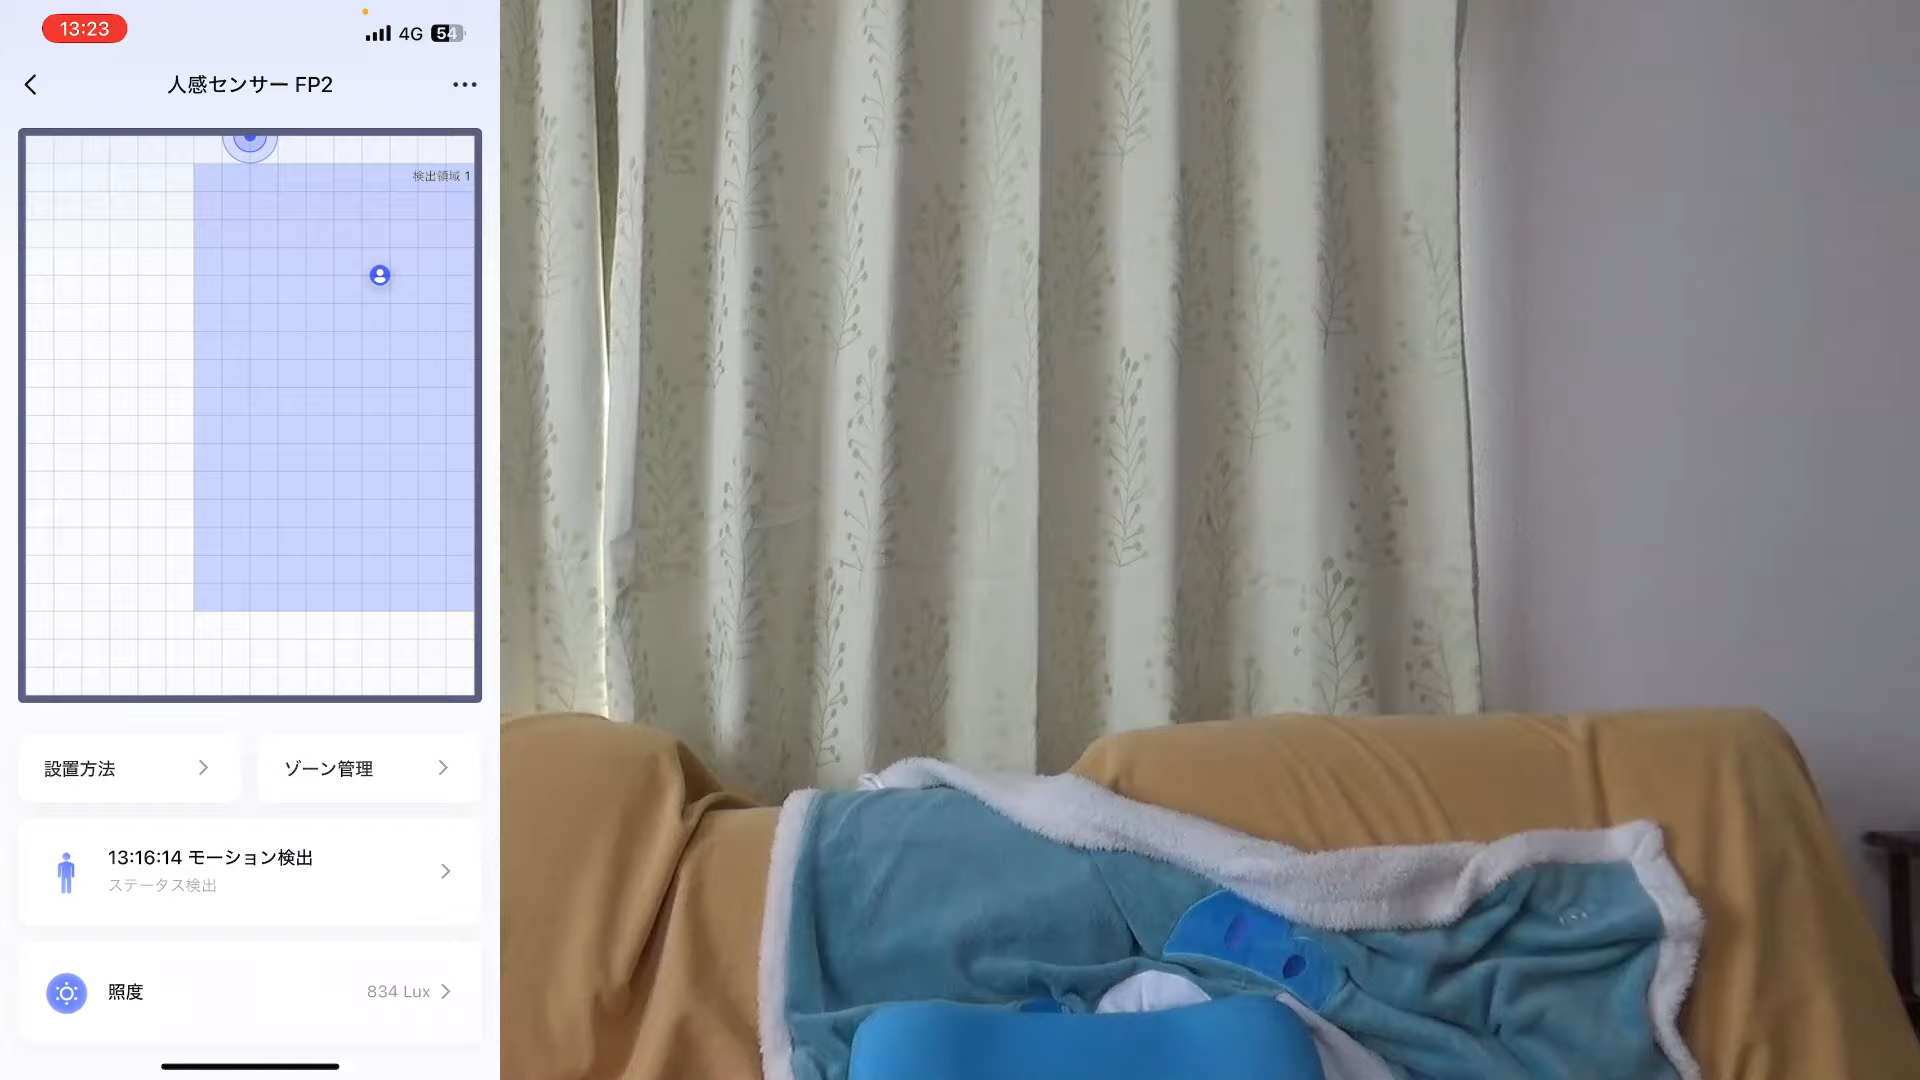 13:23
4G 54
人感センサー FP2
検出領域 1
設置方法
ゾーン管理
13:16:14 モーション検出
ステータス検出
照度
834 Lux